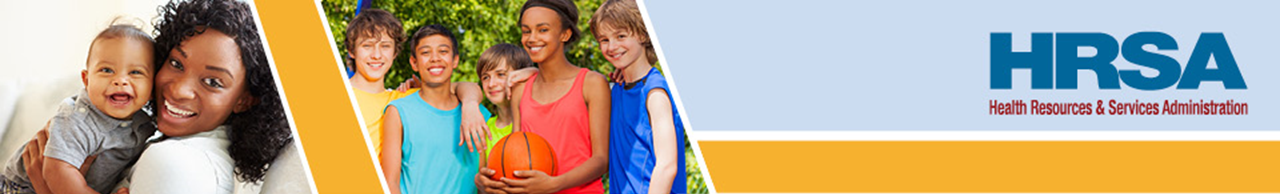 HRSA
Health Resources & Services Administration